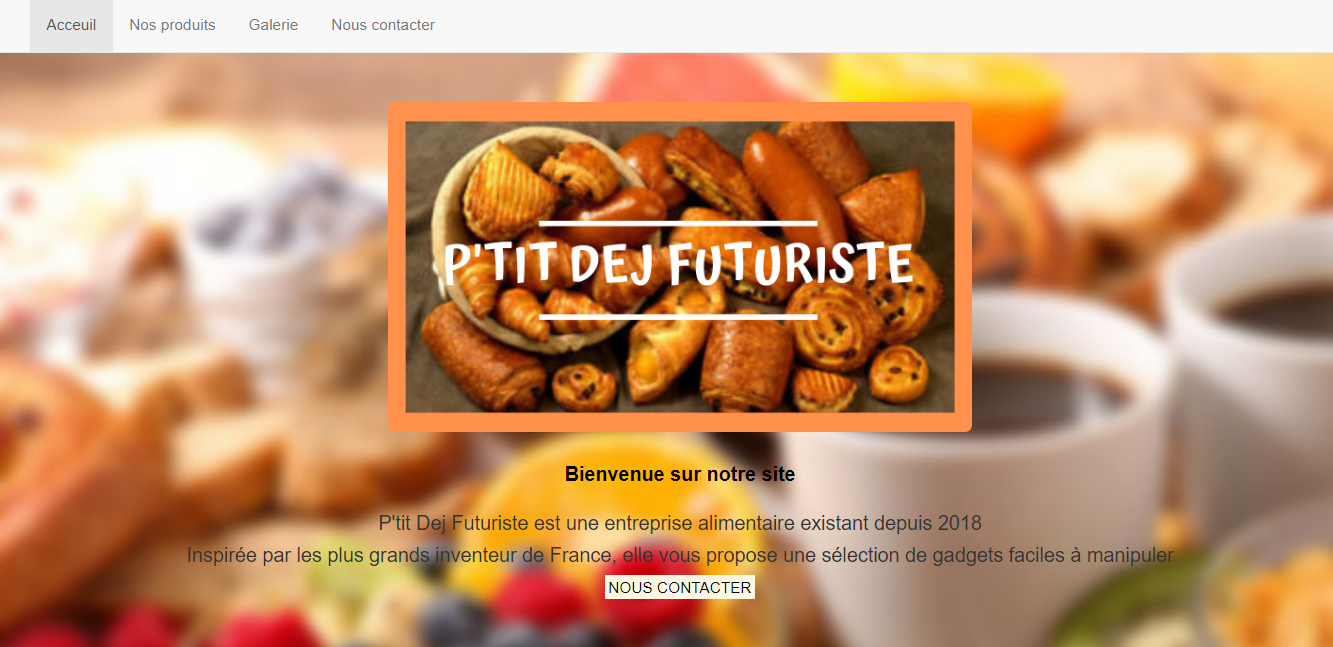 Acceuil Nos produits Galerie Nous contacter
P'TIT DEJ FUTURISTE
Bienvenue sur notre site
P'tit Dej Futuriste est une entreprise alimentaire existant depuis 2018
Inspirée par les plus grands inventeur de France, elle vous propose une sélection de gadgets faciles à manipuler
NOUS CONTACTER